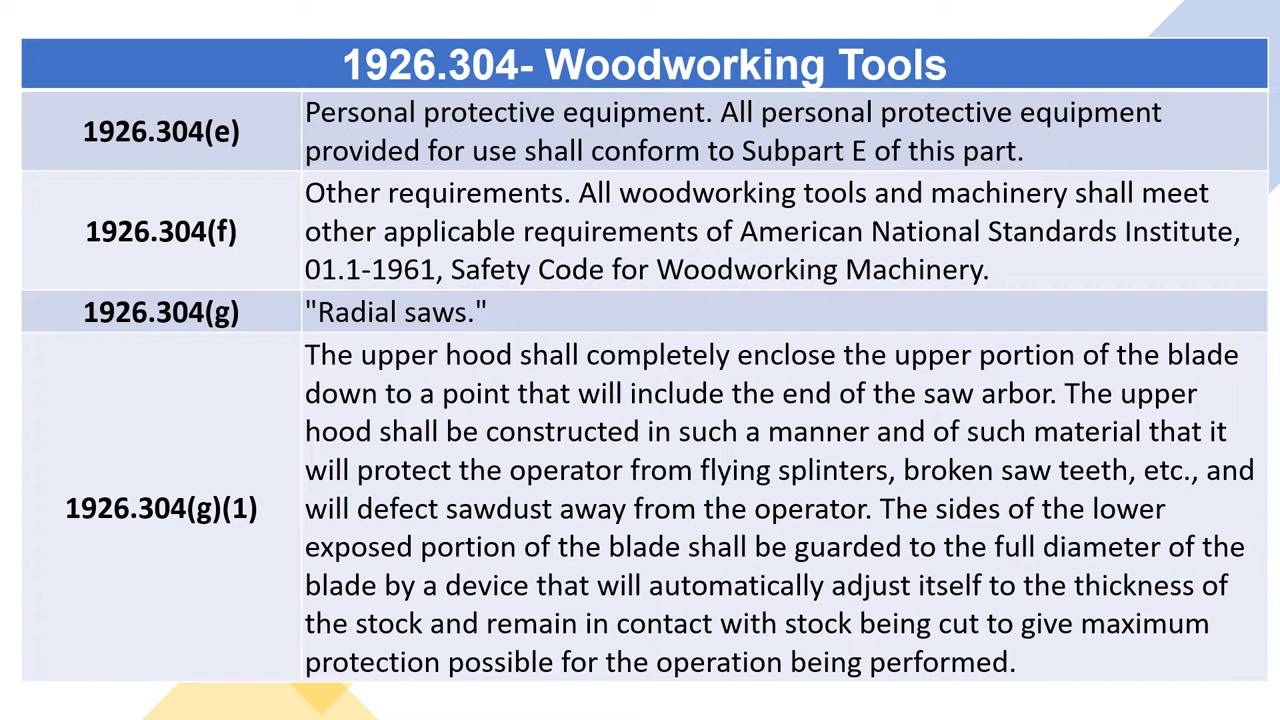 1926.304- Woodworking Tools
1926.304(e)
Personal protective equipment. All personal protective equipment
provided for use shall conform to Subpart E of this part.
1926.304(f)
Other requirements. All woodworking tools and machinery shall meet
other applicable requirements of American National Standards Institute,
01.1-1961, Safety Code for Woodworking Machinery.
1926.304(g)
"Radial saws."
1926.304(g)(1)
The upper hood shall completely enclose the upper portion of the blade
down to a point that will include the end of the saw arbor. The upper
hood shall be constructed in such a manner and of such material that it
will protect the operator from flying splinters, broken saw teeth, etc., and
will defect sawdust away from the operator. The sides of the lower
exposed portion of the blade shall be guarded to the full diameter of the
blade by a device that will automatically adjust itself to the thickness of
the stock and remain in contact with stock being cut to give maximum
protection possible for the operation being performed.